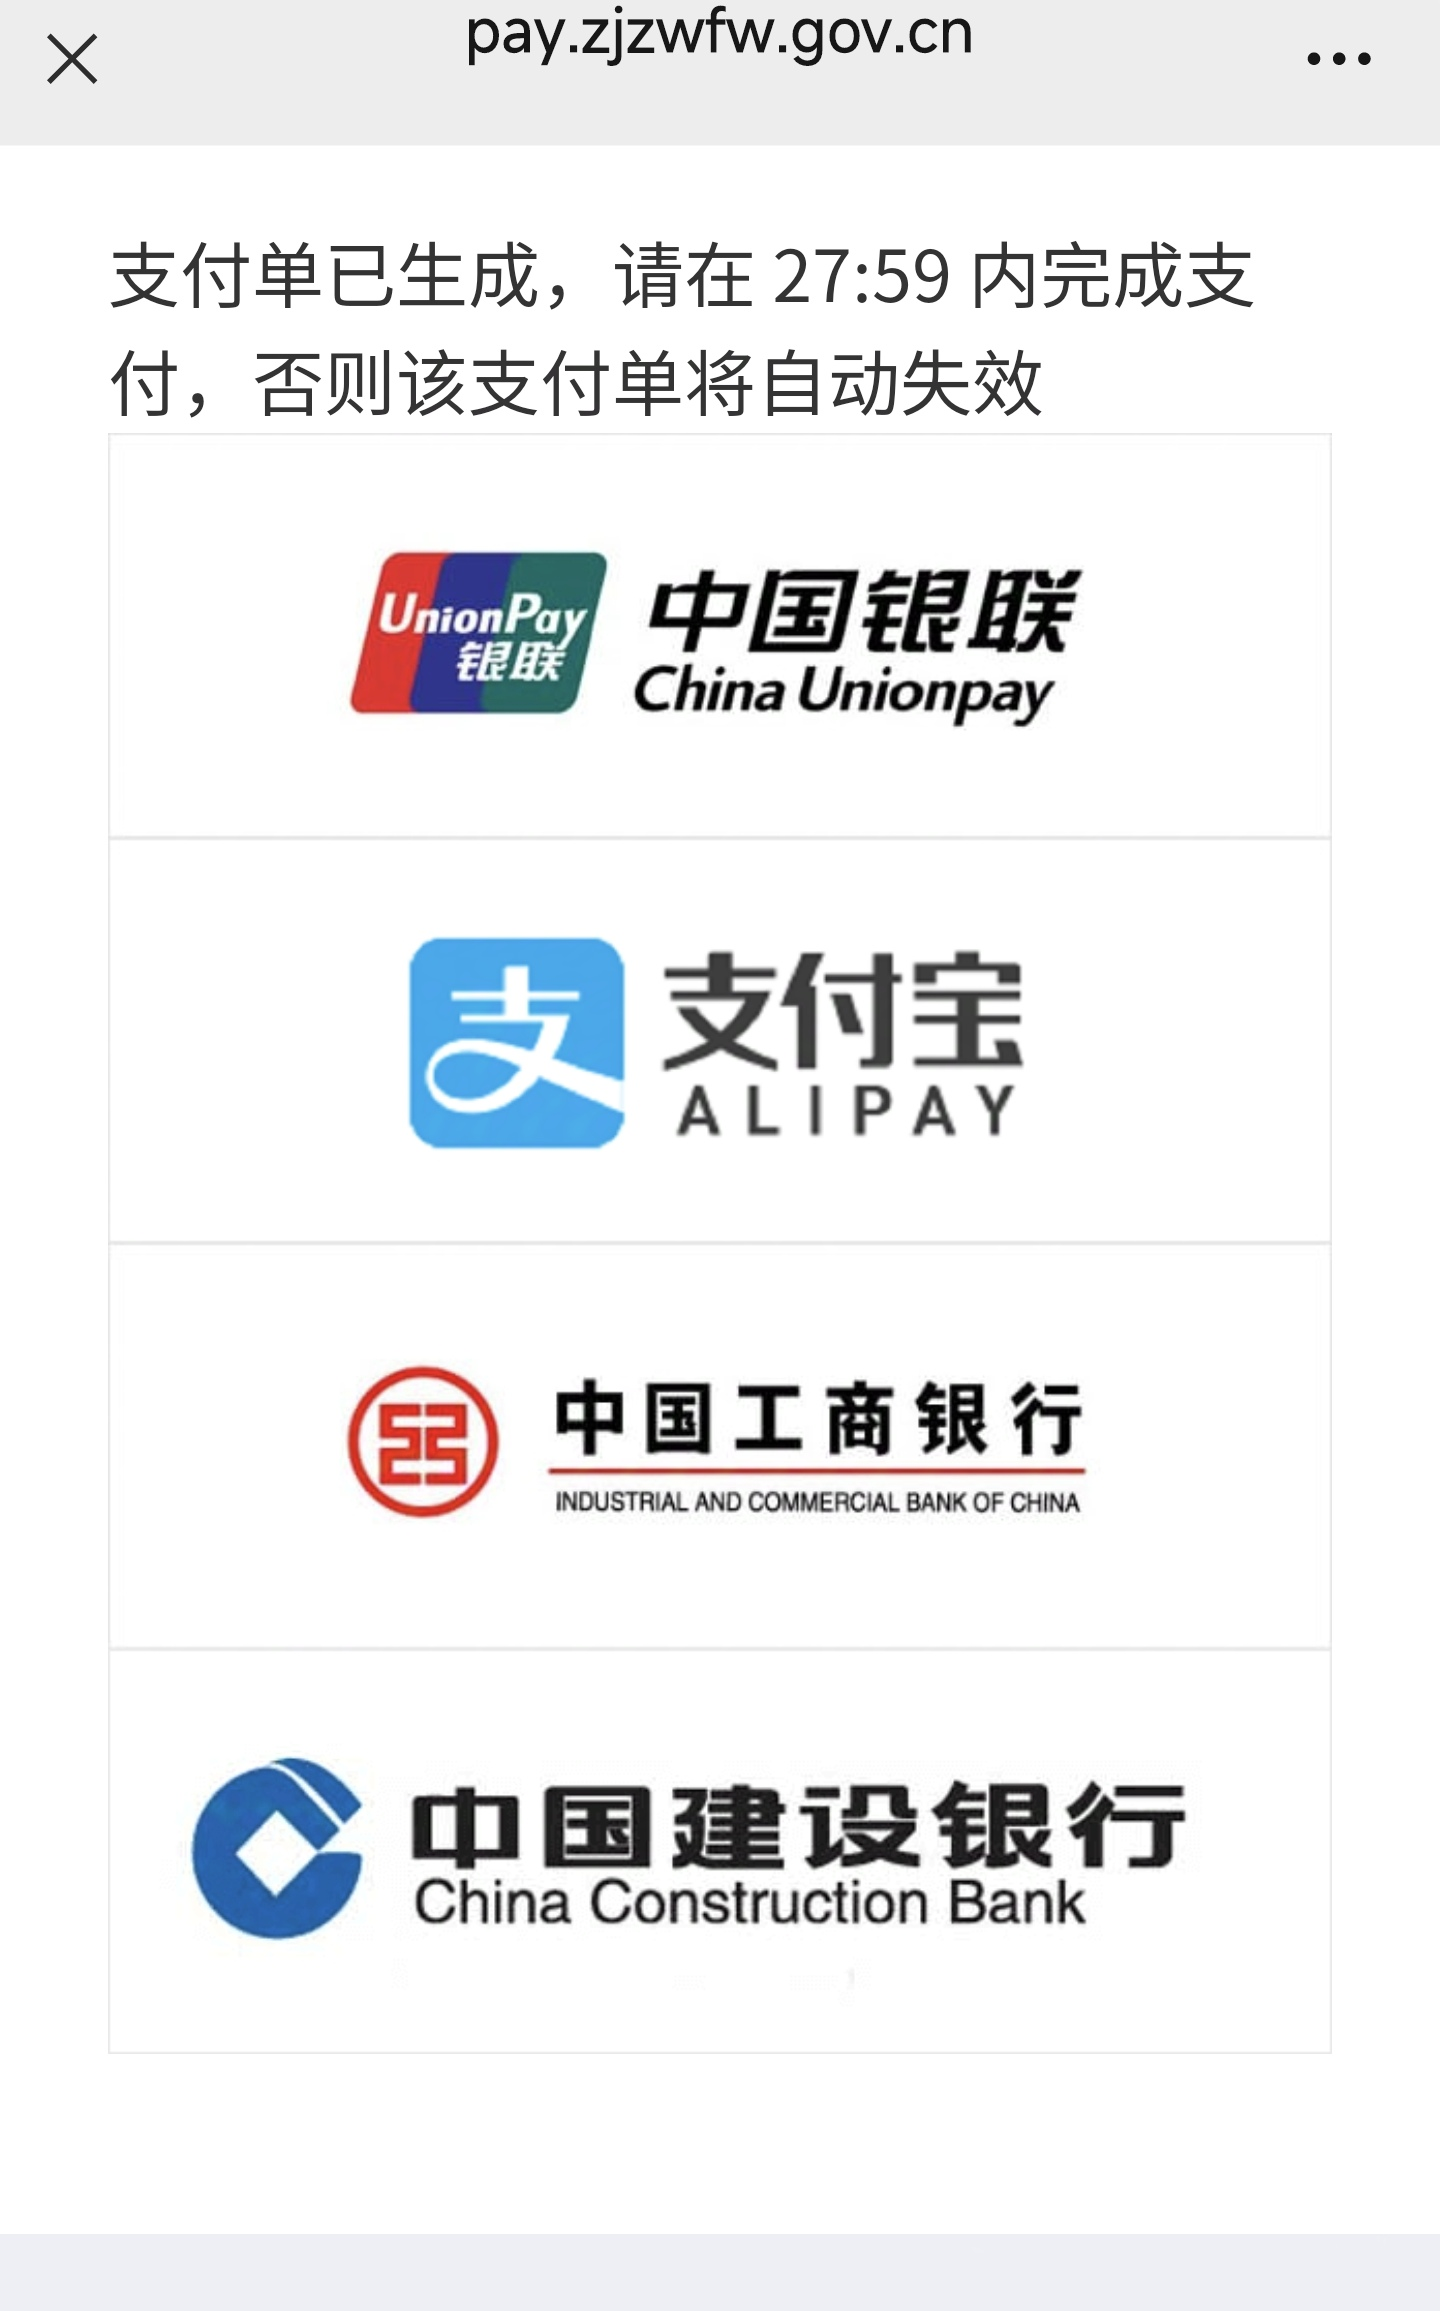 pay.zjzwfw.gov.cn
支付单已生成，请在 27:59 内完成支
付，否则该支付单将自动失效
UnionPay
银联
中国银联
China Unionpay
支
支付宝
ALIPAY
中国工商银行
INDUSTRIAL AND COMMERCIAL BANK OF CHINA
中国建设银行
China Construction Bank